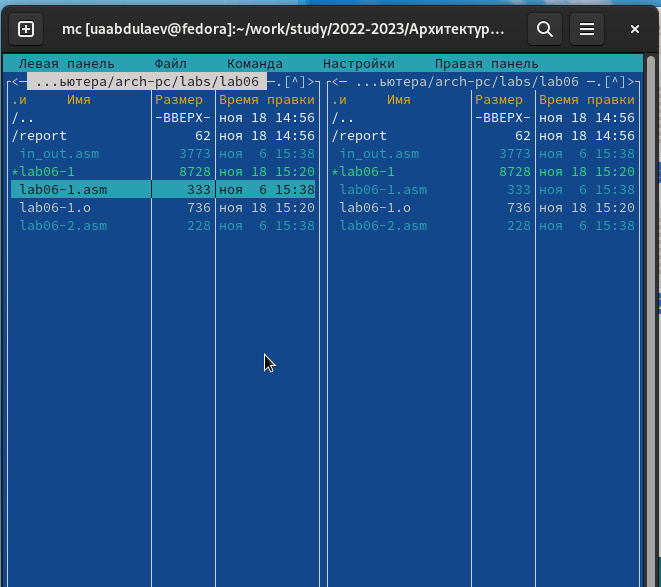 mc [uaabdulaev@fedora]:~/work/study/2022-2023/Архитектур...
Левая панель Файл Команда Настройки Правая панель
<— ...ьютера/arch-pc/labs/lab06 —.[^]> <— ...ьютера/arch-pc/labs/lab06 —.[^]>
.и Имя Размер Время правки .и Имя Размер Время правки
/.. -ВВЕРХ- ноя 18 14:56 /.. -ВВЕРХ- ноя 18 14:56
/report 62 ноя 18 14:56 /report 62 ноя 18 14:56
in_out.asm 3773 ноя 6 15:38 in_out.asm 3773 ноя 6 15:38
*lab06-1 8728 ноя 18 15:20 *lab06-1 8728 ноя 18 15:20
lab06-1.asm 333 ноя 6 15:38 lab06-1.asm 333 ноя 6 15:38
lab06-1.o 736 ноя 18 15:20 lab06-1.o 736 ноя 18 15:20
lab06-2.asm 228 ноя 6 15:38 lab06-2.asm 228 ноя 6 15:38